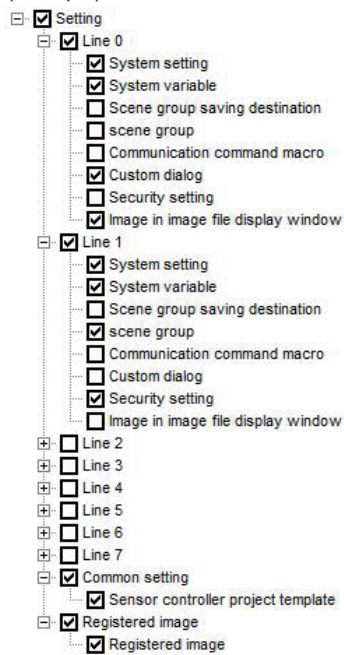 Setting
Line 0
System setting
System variable
Scene group saving destination
scene group
Communication command macro
Custom dialog
Security setting
Image in image file display window
Line 1
System setting
System variable
Scene group saving destination
scene group
Communication command macro
Custom dialog
Security setting
Image in image file display window
Line 2
Line 3
Line 4
Line 5
Line 6
Line 7
Common setting
Sensor controller project template
Registered image
Registered image